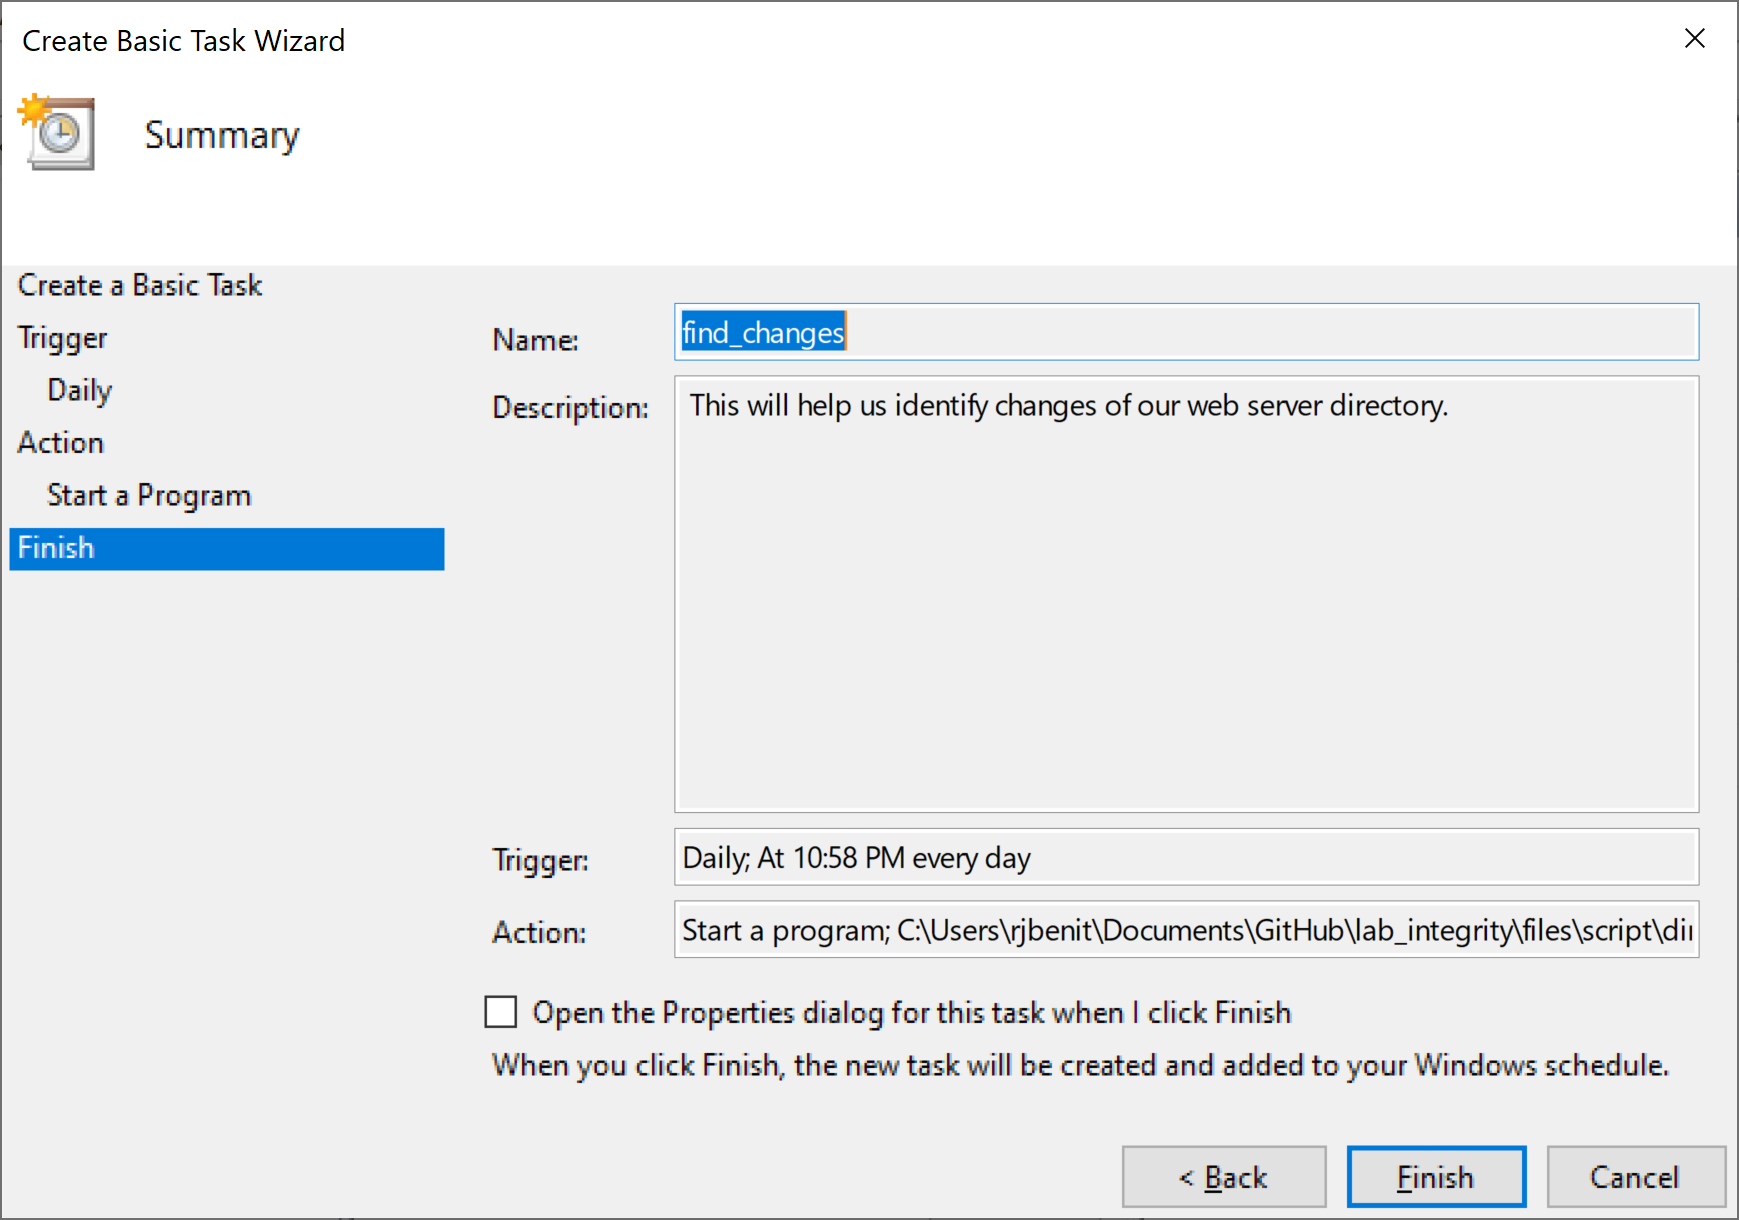 Create Basic Task Wizard
Summary
Create a Basic Task
Trigger
Daily
Action
Start a Program
Finish
Name: find_changes
Description: This will help us identify changes of our web server directory.
Trigger: Daily; At 10:58 PM every day
Action: Start a program; C:\Users\rjbenit\Documents\GitHub\lab_integrity\files\script\dir
Open the Properties dialog for this task when I click Finish
When you click Finish, the new task will be created and added to your Windows schedule.
< Back Finish Cancel